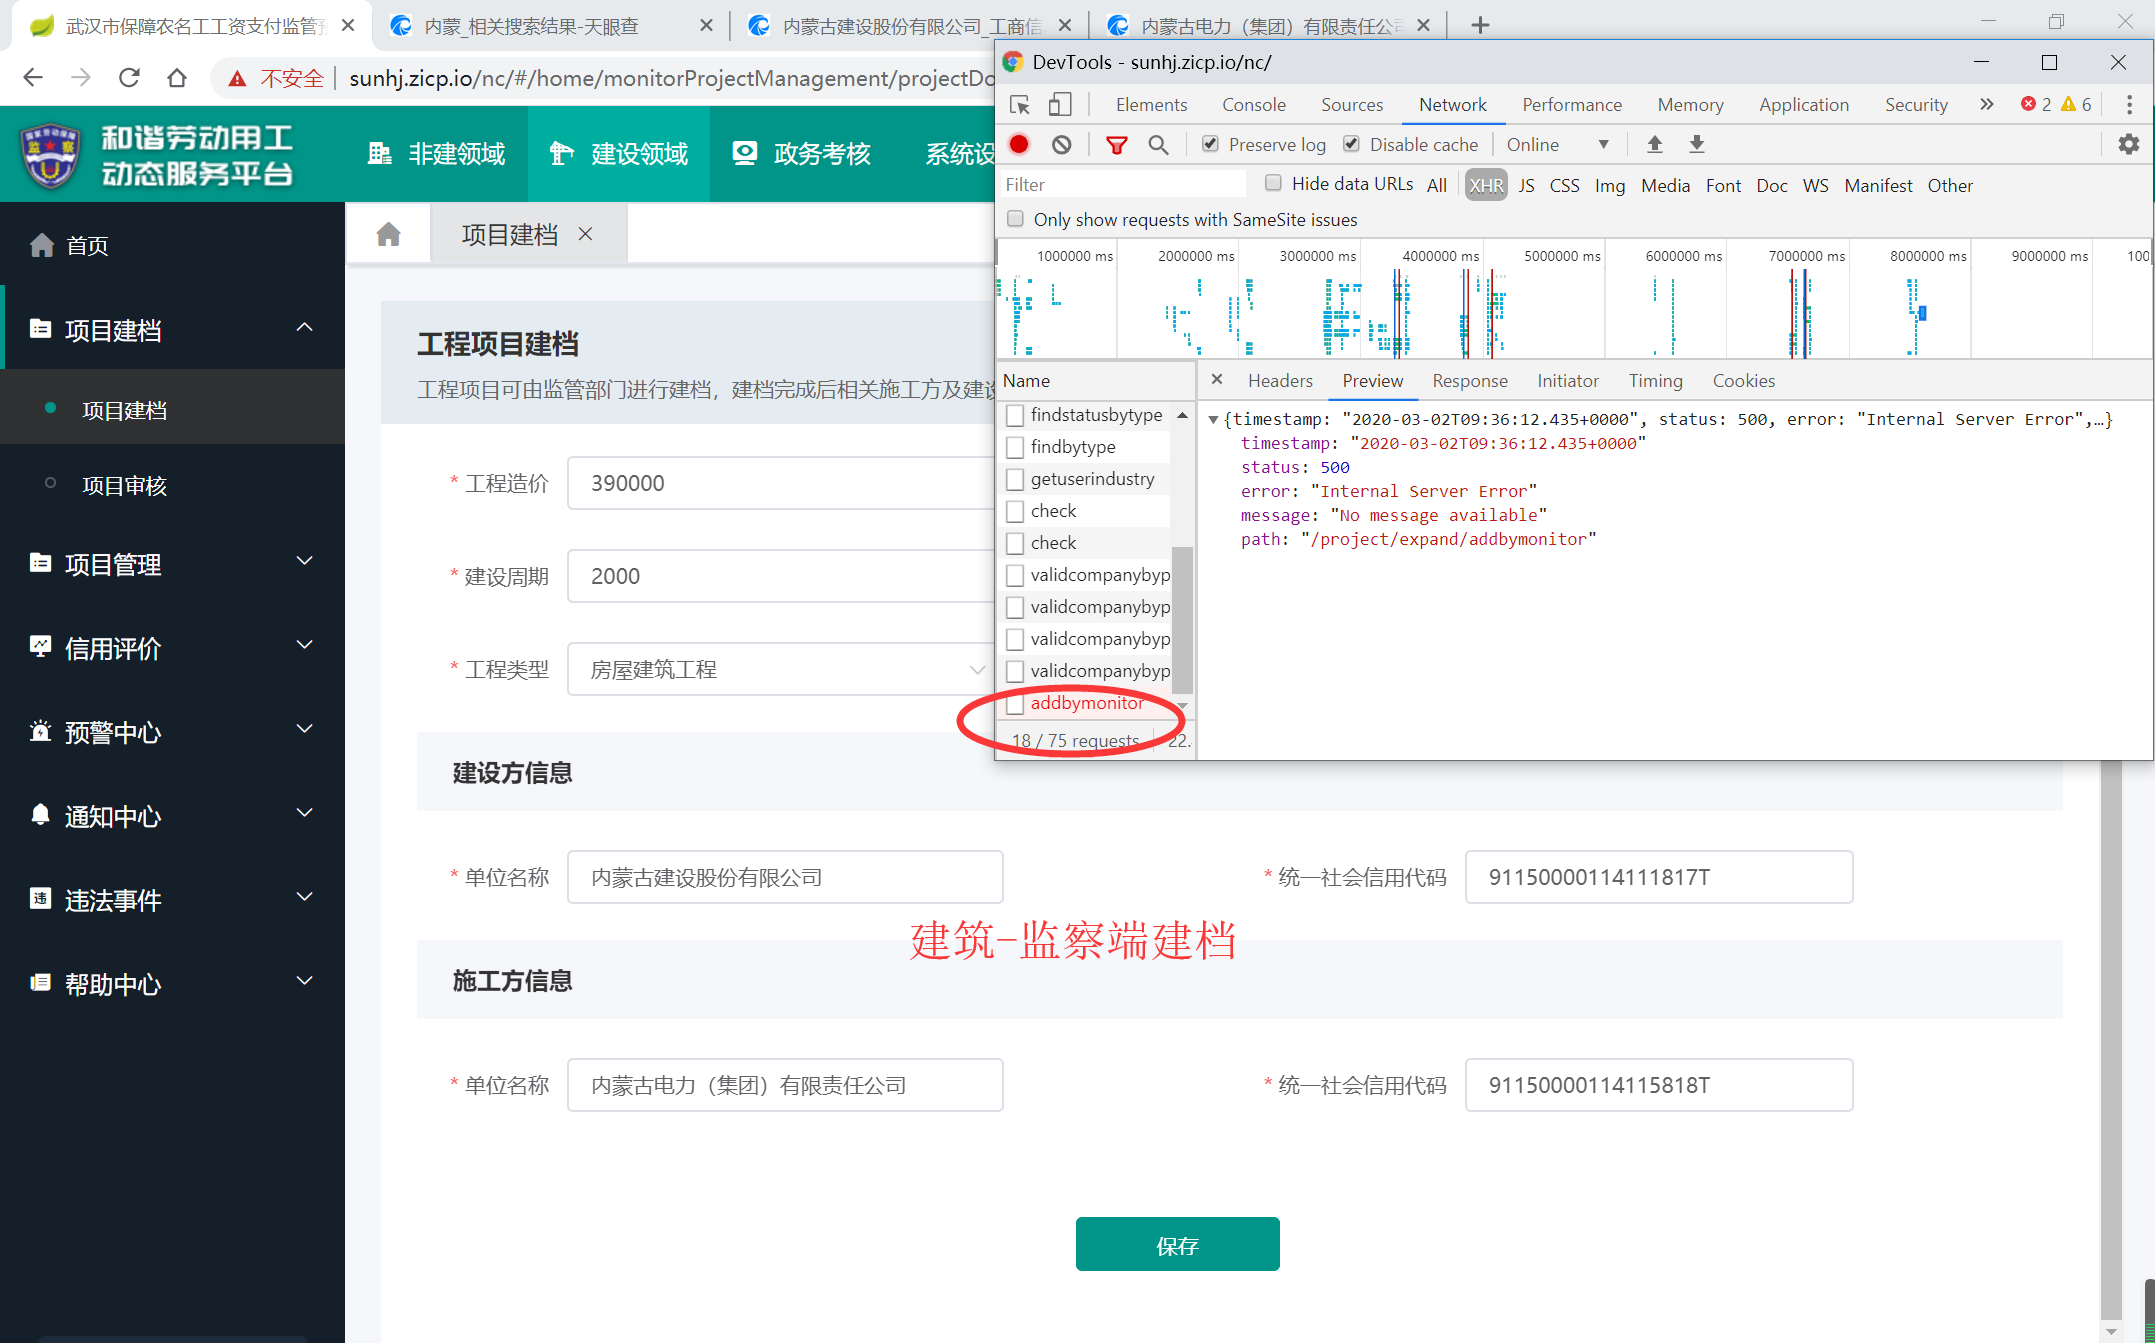 武汉市保障农名工工资支付监管预
内蒙_相关搜索结果-天眼查
内蒙古建设股份有限公司_工商信
内蒙古电力（集团）有限责任公司
不安全
sunhj.zicp.io/nc/#/home/monitorProjectManagement/projectDo
和谐劳动用工
动态服务平台
非建领域
建设领域
政务考核
系统设
首页
项目建档
项目建档
项目审核
项目管理
信用评价
预警中心
通知中心
违法事件
帮助中心
项目建档
工程项目建档
工程项目可由监管部门进行建档，建档完成后相关施工方及建设
* 工程造价
390000
* 建设周期
2000
* 工程类型
房屋建筑工程
建设方信息
* 单位名称
内蒙古建设股份有限公司
* 统一社会信用代码
91150000114111817T
建筑-监察端建档
施工方信息
* 单位名称
内蒙古电力（集团）有限责任公司
* 统一社会信用代码
91150000114115818T
保存
DevTools - sunhj.zicp.io/nc/
Elements Console Sources Network Performance Memory Application Security » 2 6
Preserve log Disable cache Online
Filter Hide data URLs All XHR JS CSS Img Media Font Doc WS Manifest Other
Only show requests with SameSite issues
1000000 ms 2000000 ms 3000000 ms 4000000 ms 5000000 ms 6000000 ms 7000000 ms 8000000 ms 9000000 ms 100
Name
findstatusbytype
findbytype
getuserindustry
check
check
validcompanybyp
validcompanybyp
validcompanybyp
validcompanybyp
addbymonitor
18 / 75 requests 22.
Headers Preview Response Initiator Timing Cookies
{timestamp: "2020-03-02T09:36:12.435+0000", status: 500, error: "Internal Server Error",…}
timestamp: "2020-03-02T09:36:12.435+0000"
status: 500
error: "Internal Server Error"
message: "No message available"
path: "/project/expand/addbymonitor"